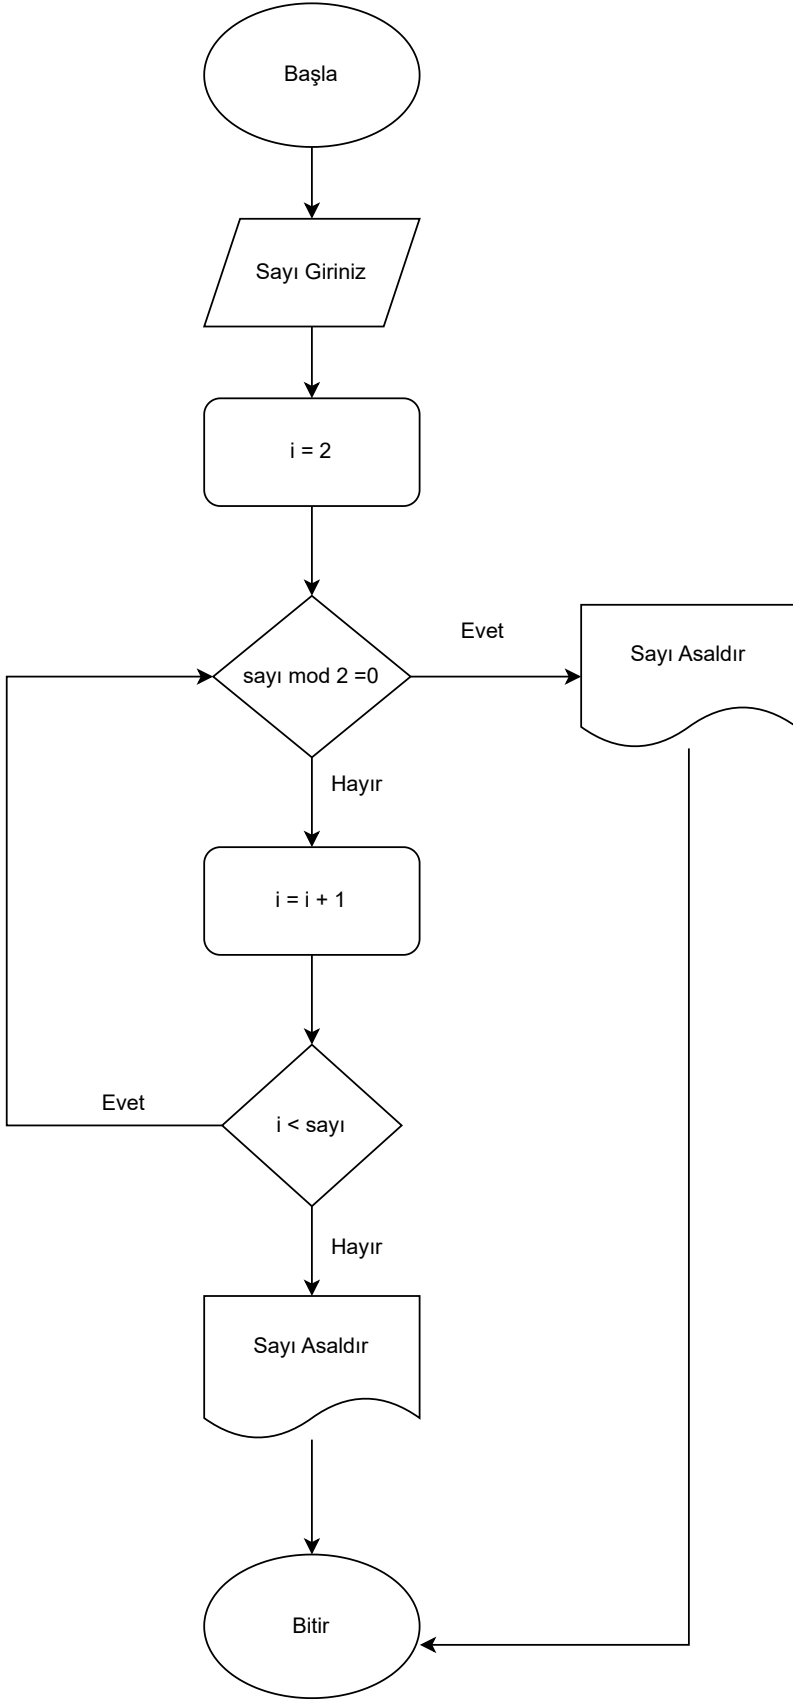 Başla
Sayı Giriniz
i = 2
sayı mod 2 =0
Evet
Sayı Asaldır
Hayır
i = i + 1
i < sayı
Evet
Hayır
Sayı Asaldır
Bitir